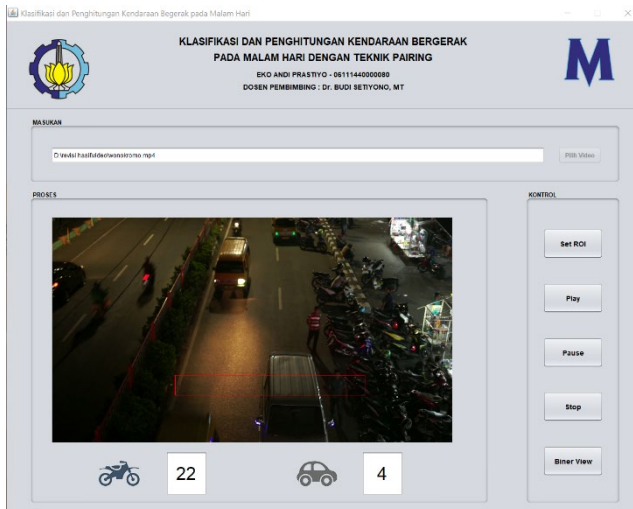 Klasifikasi dan Penghitungan Kendaraan Begerak pada Malam Hari
KLASIFIKASI DAN PENGHITUNGAN KENDARAAN BERGERAK
PADA MALAM HARI DENGAN TEKNIK PAIRING
EKO ANDI PRASTIYO - 06111440000080
DOSEN PEMBIMBING : Dr. BUDI SETIYONO, MT
M
MASUKAN
Pilih Video
PROSES
KONTROL
Set ROI
Play
Pause
Stop
Biner View
22
4